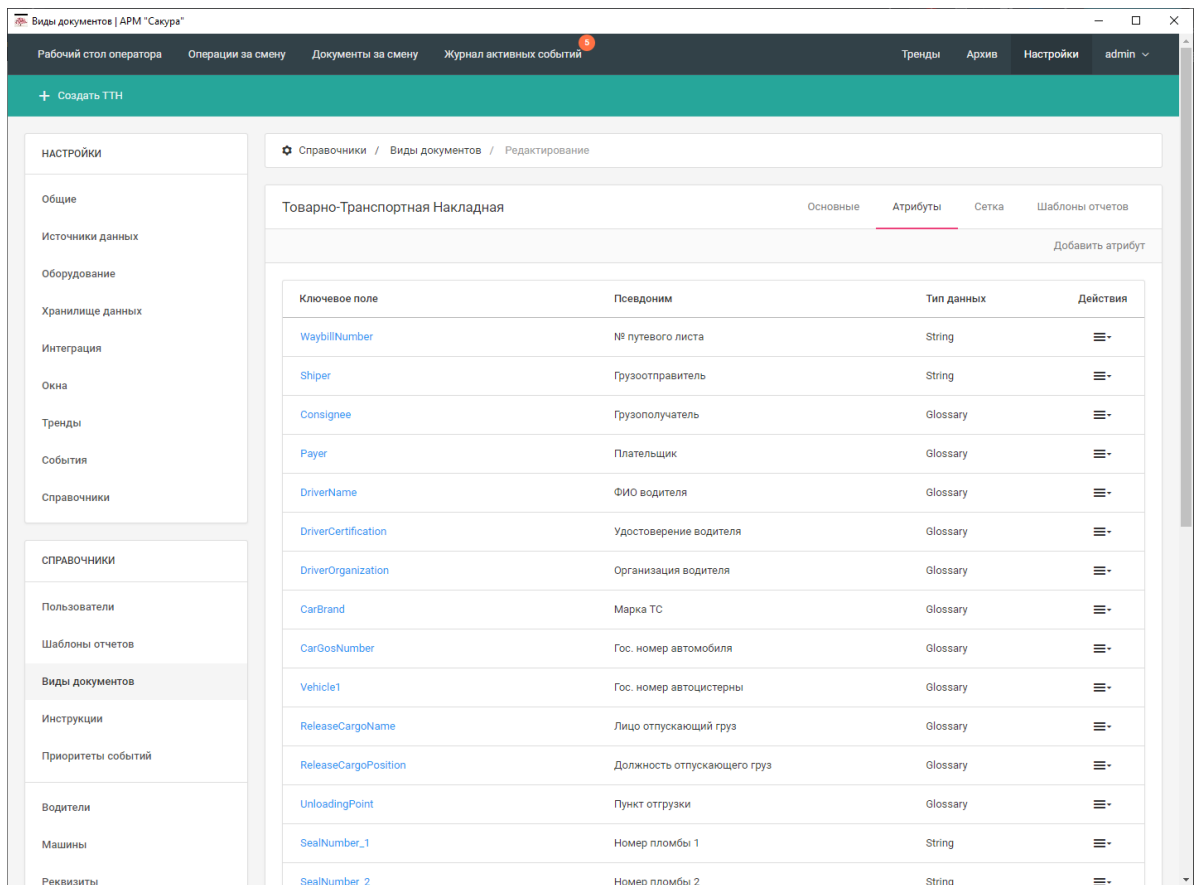 Виды документов | АРМ "Сакура"
Рабочий стол оператора Операции за смену Документы за смену Журнал активных событий 5 Тренды Архив Настройки admin
+ Создать ТТН
НАСТРОЙКИ
Общие
Источники данных
Оборудование
Хранилище данных
Интеграция
Окна
Тренды
События
Справочники
СПРАВОЧНИКИ
Пользователи
Шаблоны отчетов
Виды документов
Инструкции
Приоритеты событий
Водители
Машины
Реквизиты
Справочники / Виды документов / Редактирование
Товарно-Транспортная Накладная Основные Атрибуты Сетка Шаблоны отчетов
Добавить атрибут
Ключевое поле Псевдоним Тип данных Действия
WaybillNumber № путевого листа String
Shiper Грузоотправитель String
Consignee Грузополучатель Glossary
Payer Плательщик Glossary
DriverName ФИО водителя Glossary
DriverCertification Удостоверение водителя Glossary
DriverOrganization Организация водителя Glossary
CarBrand Марка ТС Glossary
CarGosNumber Гос. номер автомобиля Glossary
Vehicle1 Гос. номер автоцистерны Glossary
ReleaseCargoName Лицо отпускающий груз Glossary
ReleaseCargoPosition Должность отпускающего груз Glossary
UnloadingPoint Пункт отгрузки Glossary
SealNumber_1 Номер пломбы 1 String
SealNumber_2 Номер пломбы 2 String